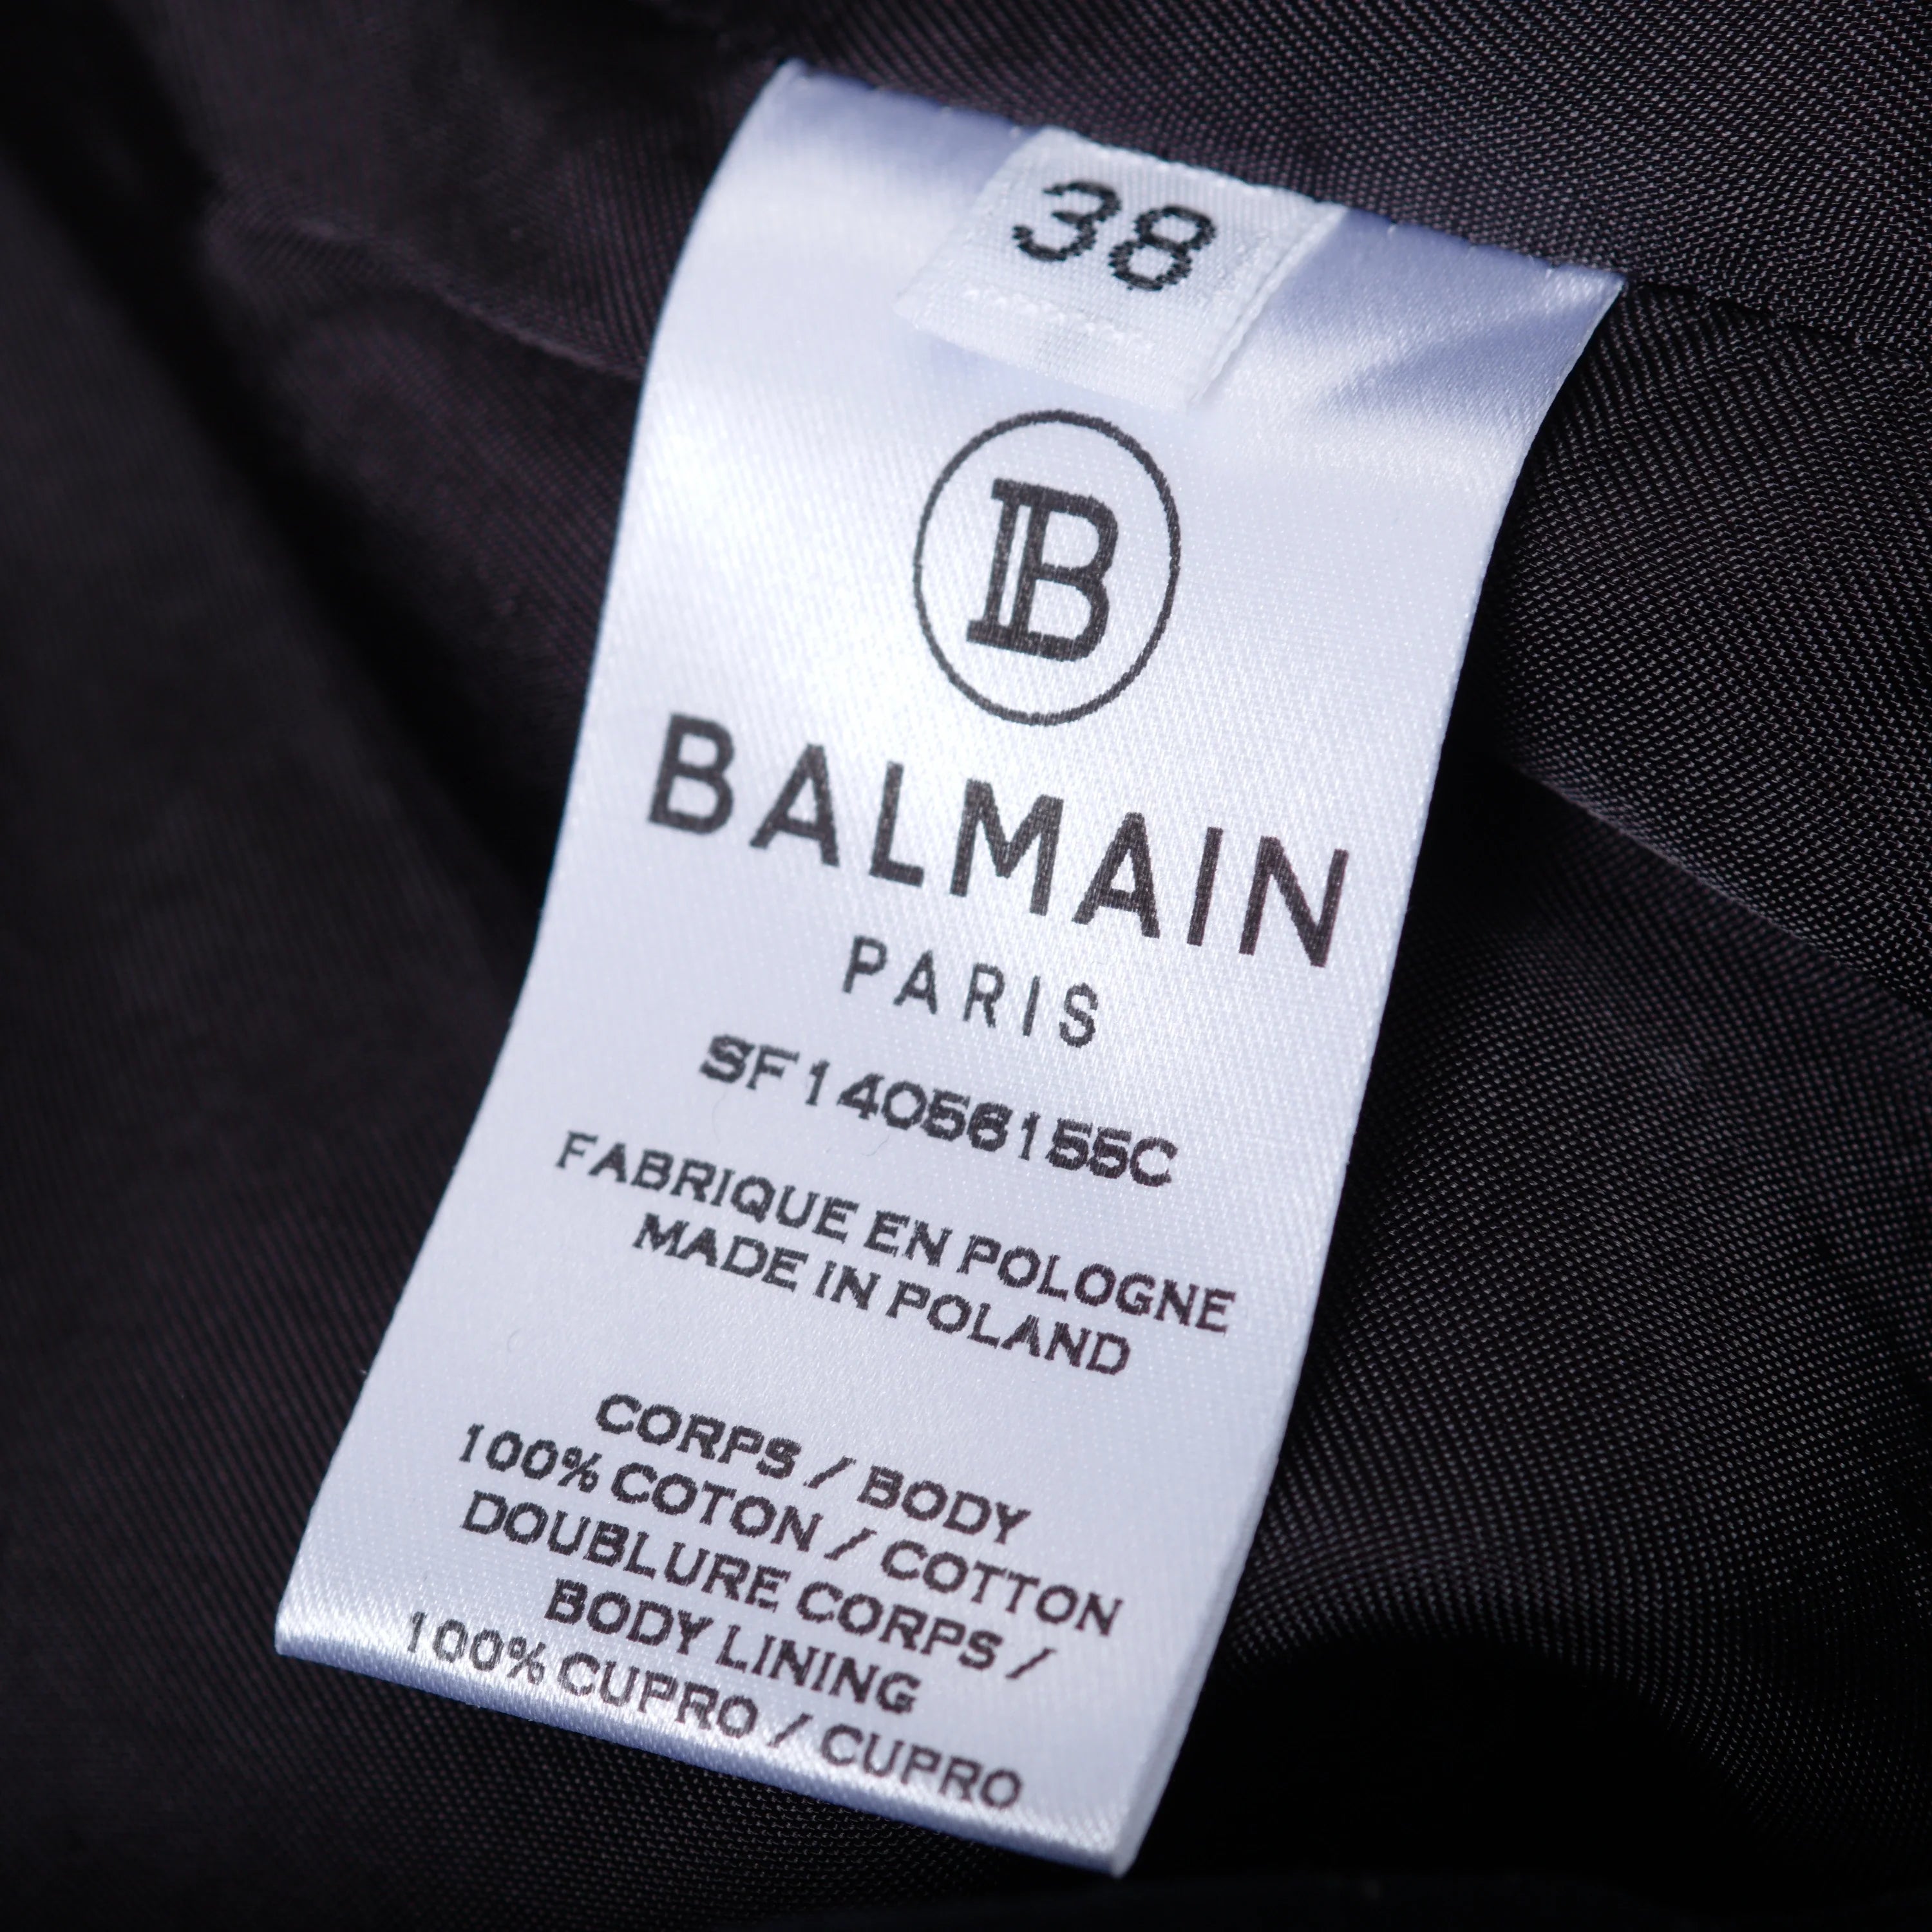 38
B
BALMAIN
PARIS
SF14056155C
FABRIQUE EN POLOGNE
MADE IN POLAND
CORPS / BODY
100% COTON / COTTON
DOUBLURE CORPS /
BODY LINING
100% CUPRO / CUPRO